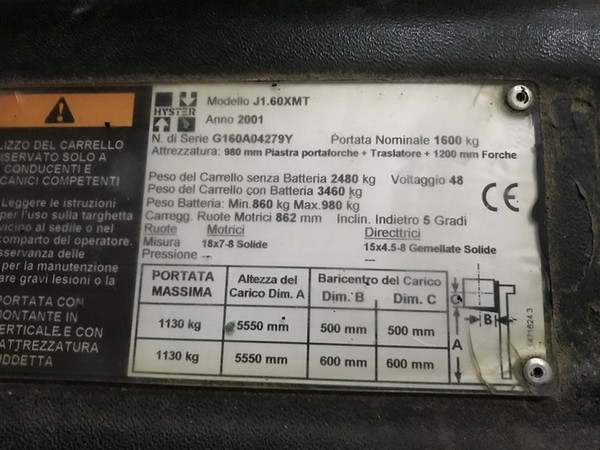 HYSTER
Modello J1.60XMT
Anno 2001
N. di Serie G160A04279Y Portata Nominale 1600 kg
Attrezzatura: 980 mm Piastra portaforche + Traslatore + 1200 mm Forche
Peso del Carrello senza Batteria 2480 kg Voltaggio 48
Peso del Carrello con Batteria 3460 kg
Peso Batteria: Min.860 kg Max.980 kg
Carregg. Ruote Motrici 862 mm Inclin. Indietro 5 Gradi
Ruote Motrici Directtrici
Misura 18x7-8 Solide 15x4.5-8 Gemellate Solide
Pressione --- ---
CE
PORTATA MASSIMA Altezza del Carico Dim. A Baricentro del Carico
Dim. B Dim. C
1130 kg 5550 mm 500 mm 500 mm
1130 kg 5550 mm 600 mm 600 mm
C
B
A
LIZZO DEL CARRELLO
ISERVATO SOLO A
CONDUCENTI E
CANICI COMPETENTI
Leggere le istruzioni
per l'uso sulla targhetta
vicino al sedile o nel
comparto del operatore.
osservanza delle
per la manutenzione
are gravi lesioni o la
PORTATA CON
MONTANTE IN
VERTICALE E CON
ATTREZZATURA
DDETTA